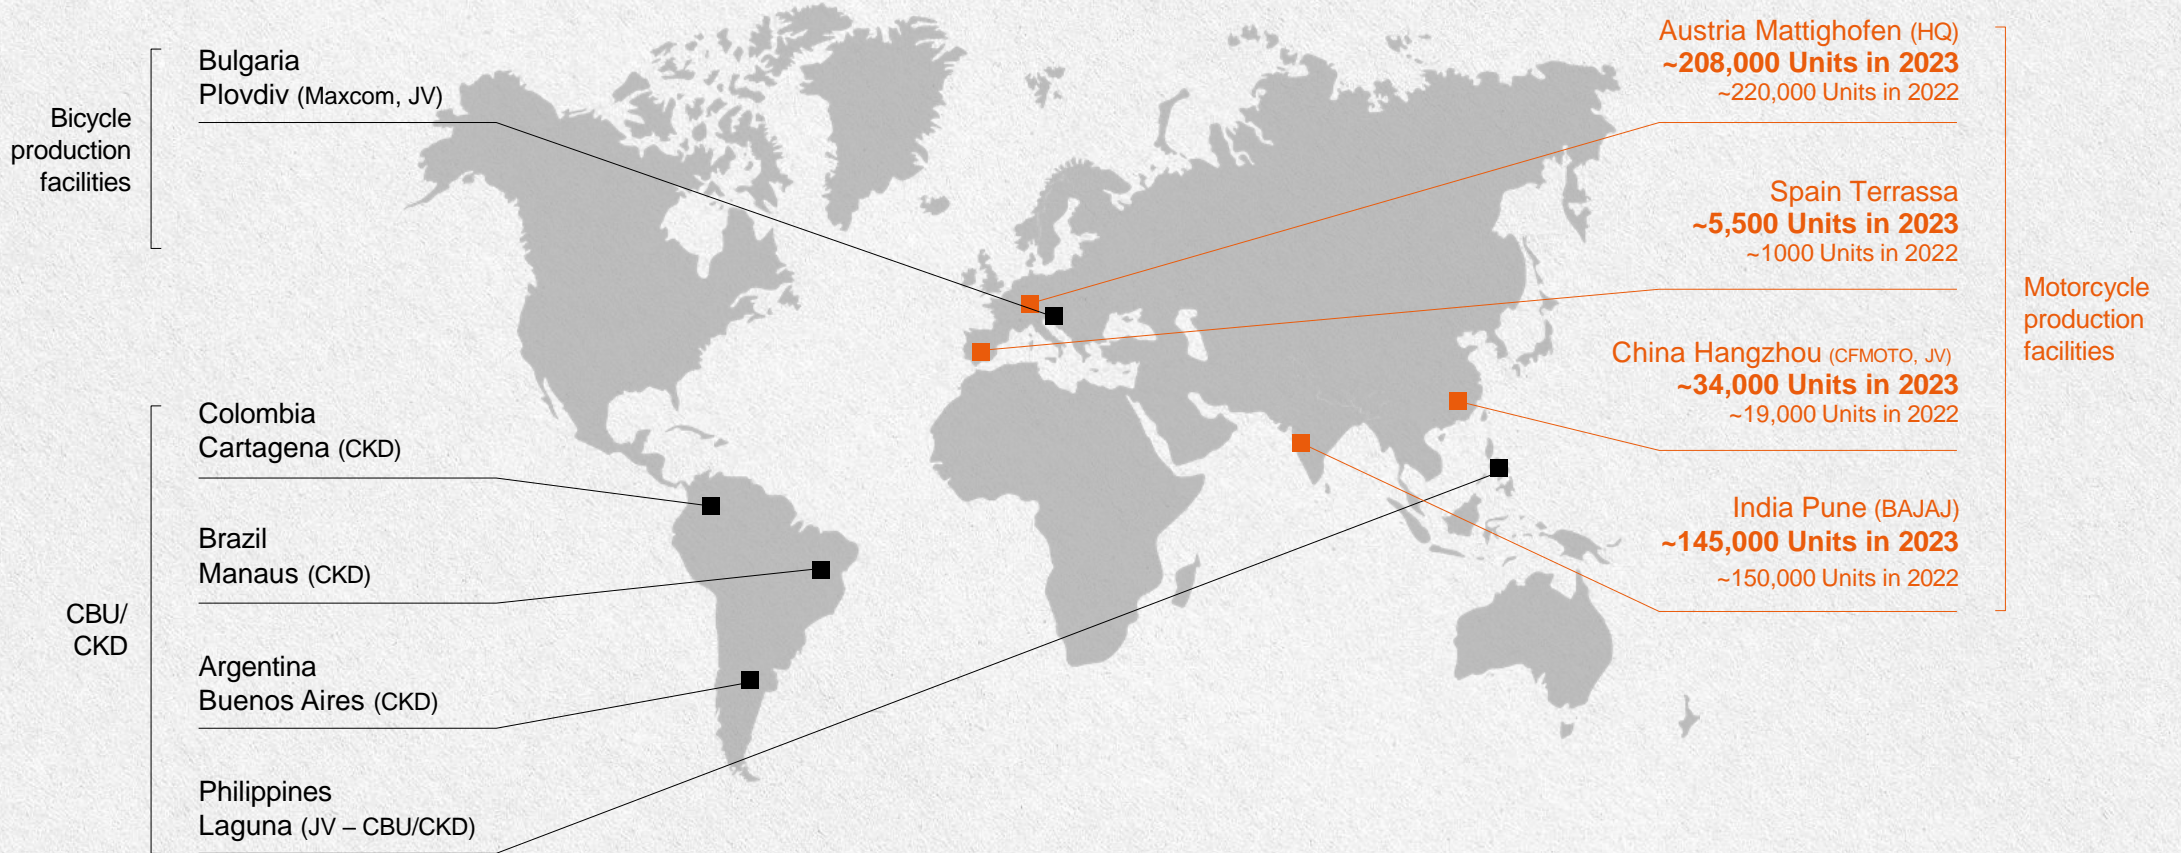 Bicycle
production
facilities
Bulgaria
Plovdiv (Maxcom, JV)
CBU/
CKD
Colombia
Cartagena (CKD)
Brazil
Manaus (CKD)
Argentina
Buenos Aires (CKD)
Philippines
Laguna (JV – CBU/CKD)
Austria Mattighofen (HQ)
~208,000 Units in 2023
~220,000 Units in 2022
Spain Terrassa
~5,500 Units in 2023
~1000 Units in 2022
China Hangzhou (CFMOTO, JV)
~34,000 Units in 2023
~19,000 Units in 2022
India Pune (BAJAJ)
~145,000 Units in 2023
~150,000 Units in 2022
Motorcycle
production
facilities